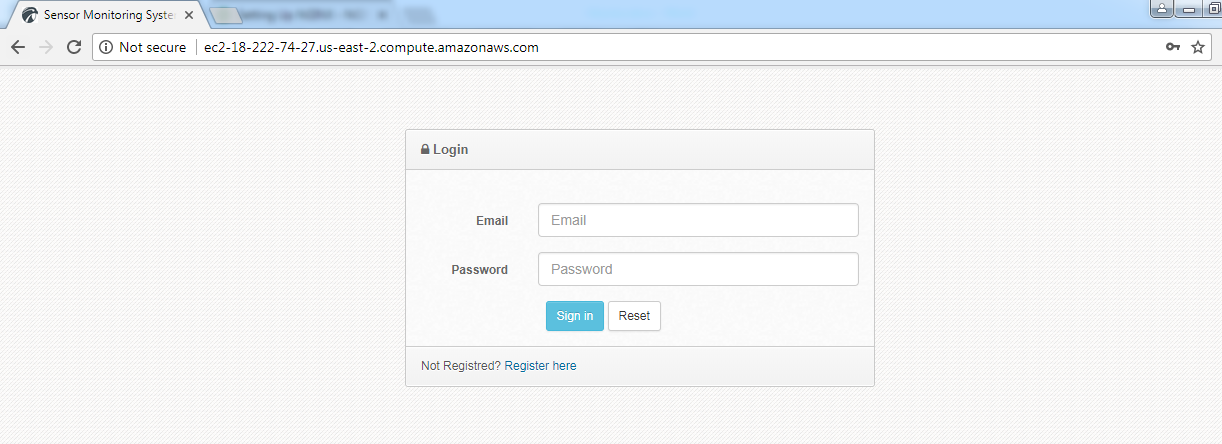 Sensor Monitoring Syste
Not secure ec2-18-222-74-27.us-east-2.compute.amazonaws.com
Login
Email Email
Password Password
Sign in Reset
Not Registred? Register here